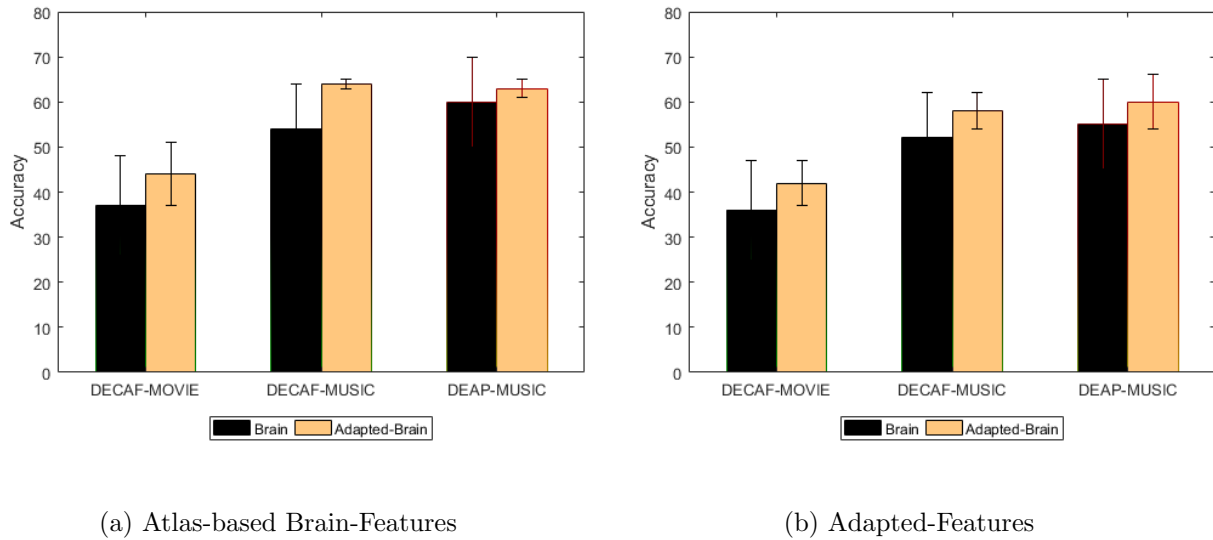 80
70
60
50
40
30
20
10
0
Accuracy
DECAF-MOVIE DECAF-MUSIC DEAP-MUSIC
Brain Adapted-Brain
(a) Atlas-based Brain-Features
80
70
60
50
40
30
20
10
0
Accuracy
DECAF-MOVIE DECAF-MUSIC DEAP-MUSIC
Brain Adapted-Brain
(b) Adapted-Features